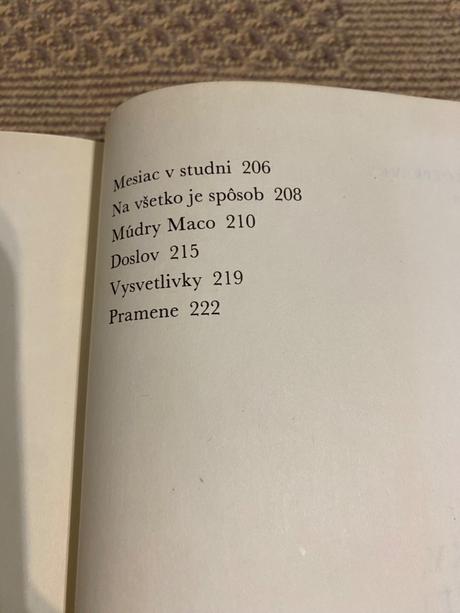 Mesiac v studni 206
Na všetko je spôsob 208
Múdry Maco 210
Doslov 215
Vysvetlivky 219
Pramene 222